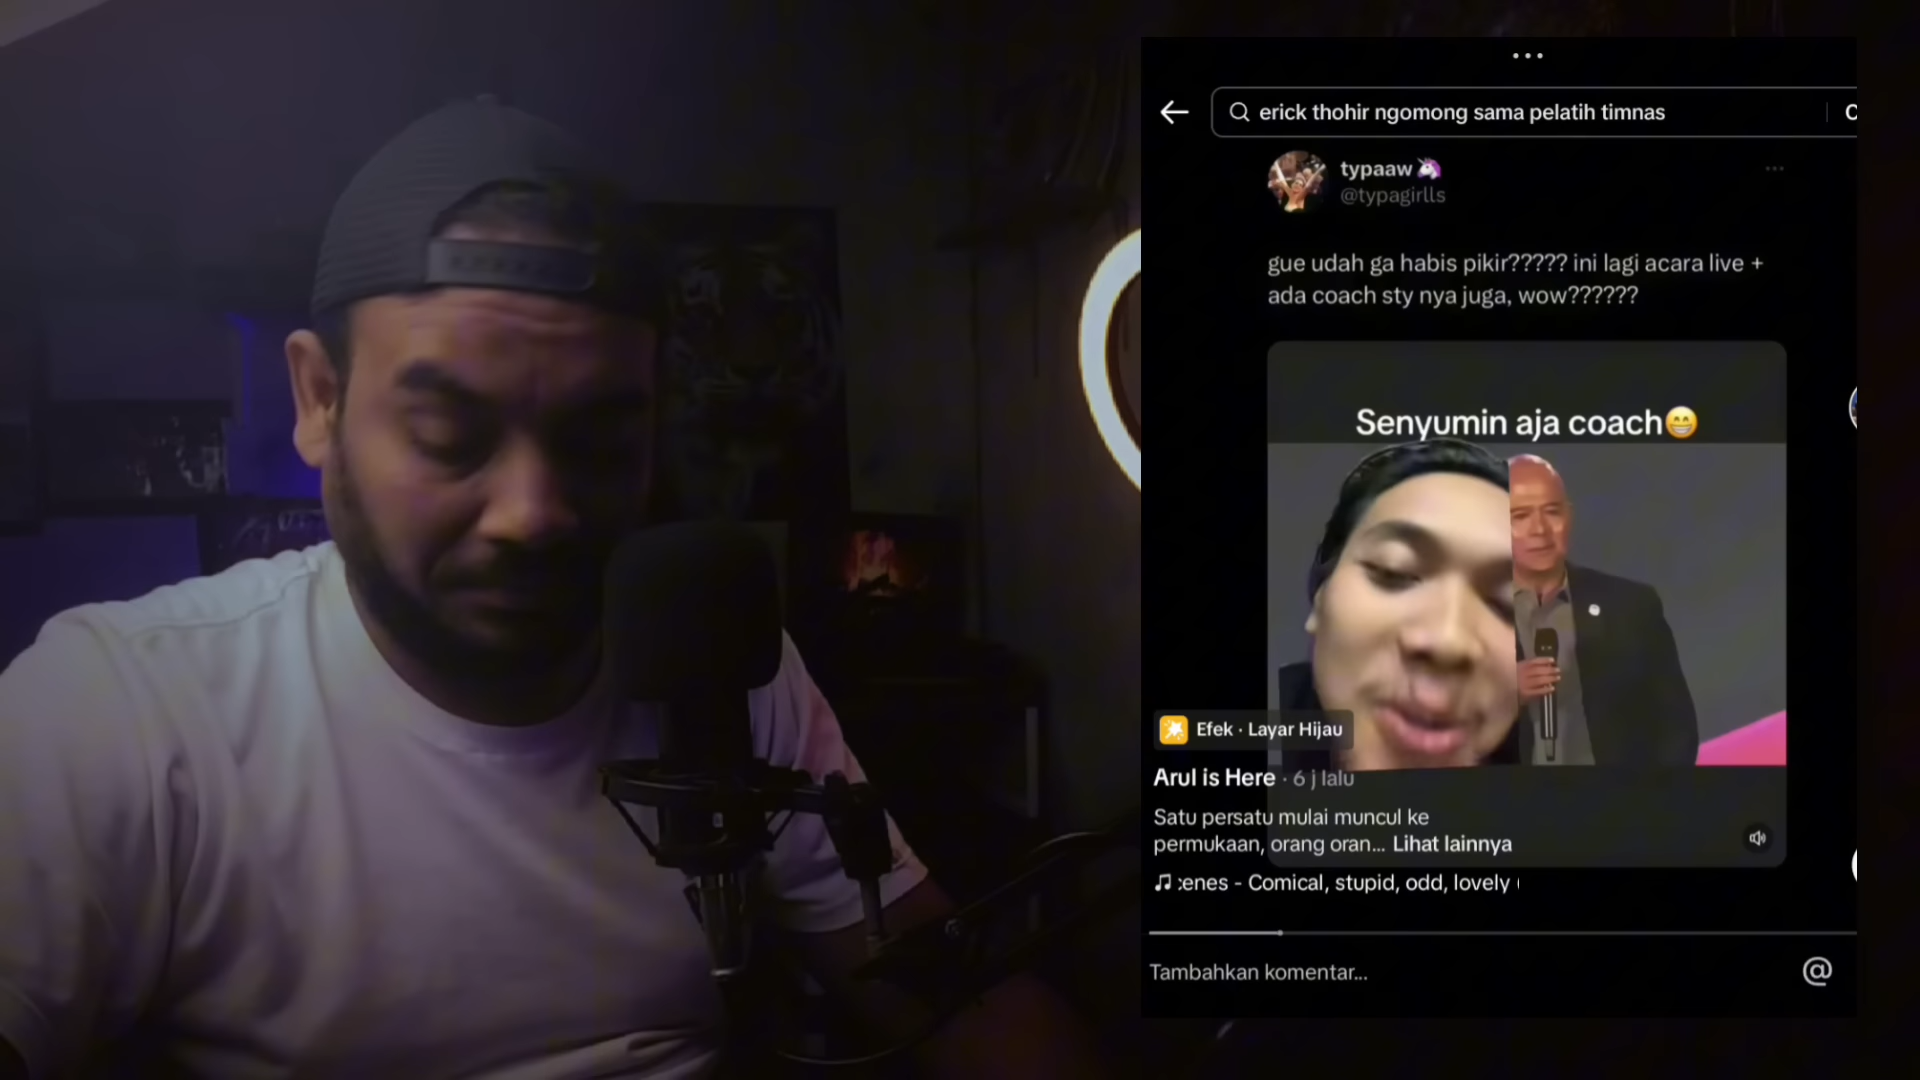 erick thohir ngomong sama pelatih timnas
typaaw🦄
@typagirlls
gue udah ga habis pikir????? ini lagi acara live +
ada coach sty nya juga, wow??????
Senyumin aja coach😁
Efek · Layar Hijau
Arul is Here · 6 j lalu
Satu persatu mulai muncul ke
permukaan, orang oran... Lihat lainnya
cenes - Comical, stupid, odd, lovely (
Tambahkan komentar...
@